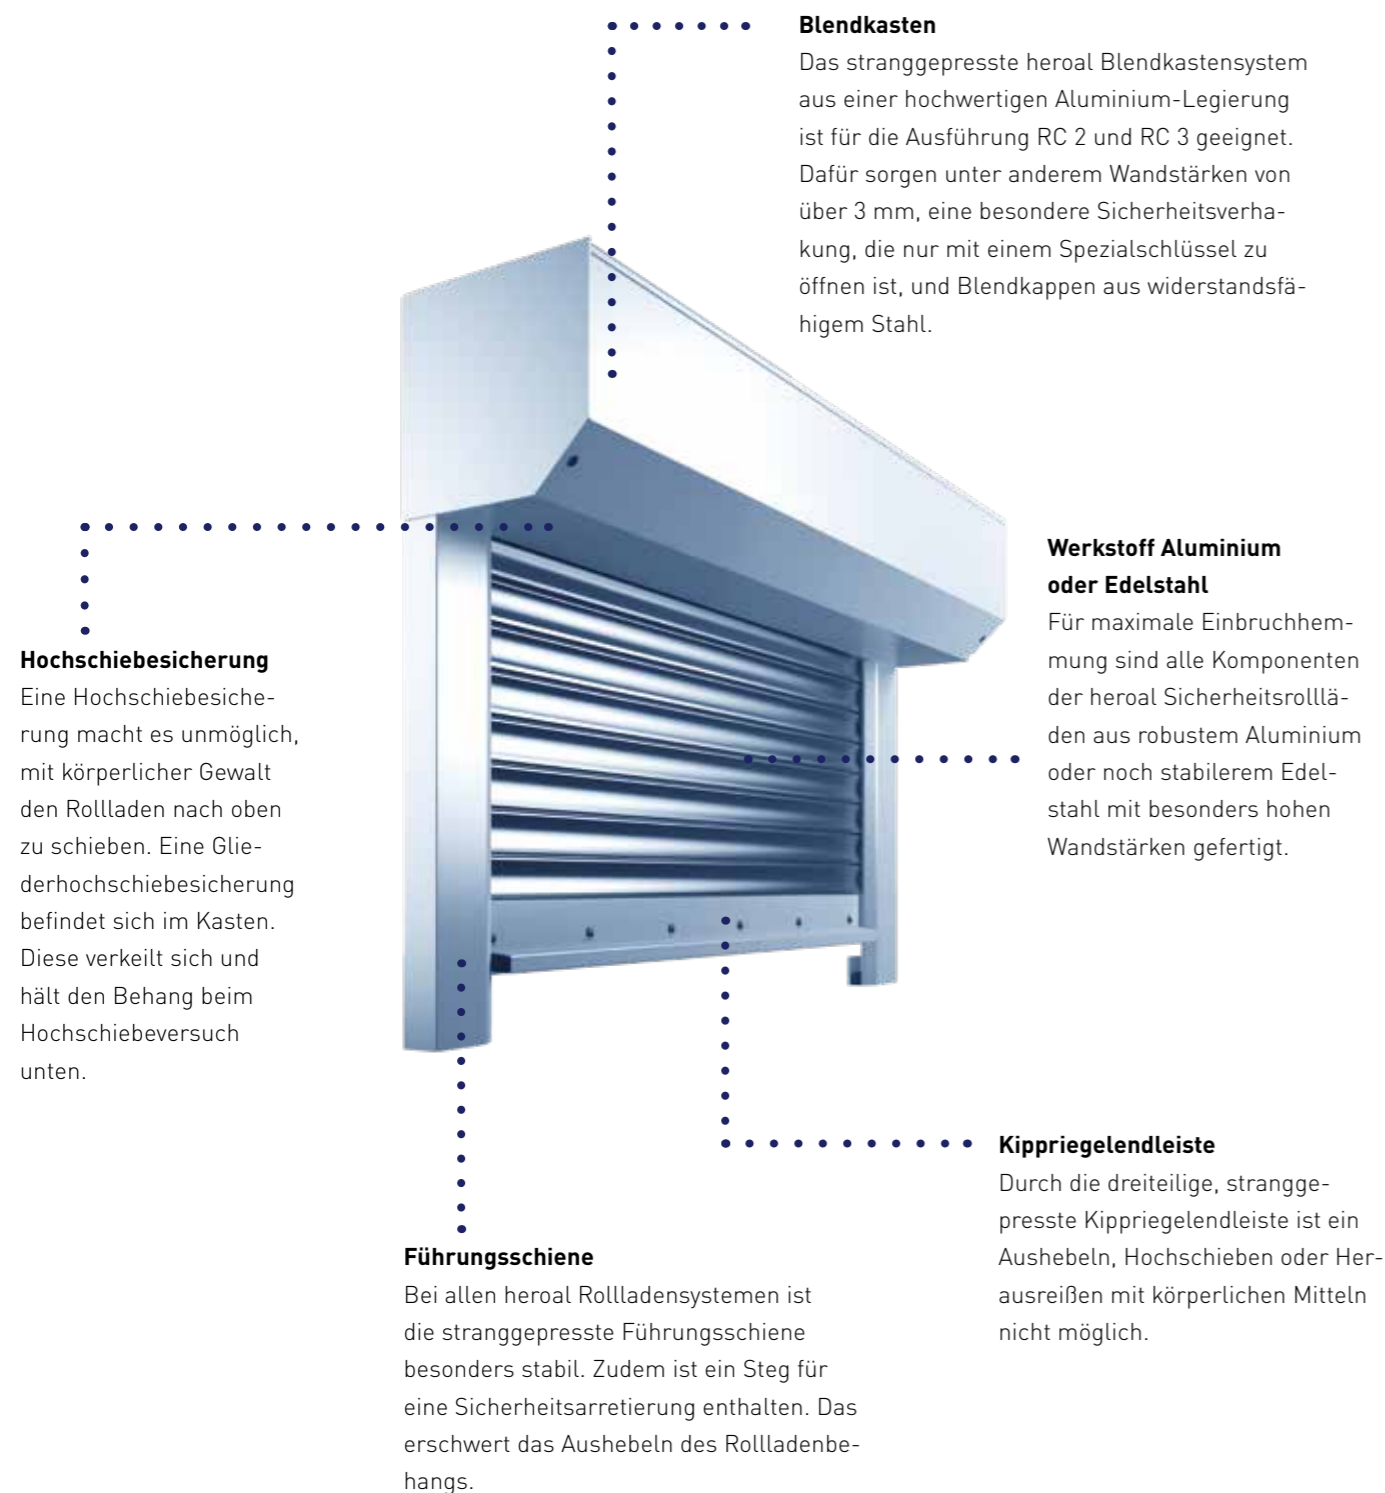 Blendkasten
Das stranggepresste heroal Blendkastensystem
aus einer hochwertigen Aluminium-Legierung
ist für die Ausführung RC 2 und RC 3 geeignet.
Dafür sorgen unter anderem Wandstärken von
über 3 mm, eine besondere Sicherheitsverha-
kung, die nur mit einem Spezialschlüssel zu
öffnen ist, und Blendkappen aus widerstandsfä-
higem Stahl.
Werkstoff Aluminium
oder Edelstahl
Für maximale Einbruchhem-
mung sind alle Komponenten
der heroal Sicherheitsrolllä-
den aus robustem Aluminium
oder noch stabilerem Edel-
stahl mit besonders hohen
Wandstärken gefertigt.
Hochschiebesicherung
Eine Hochschiebesiche-
rung macht es unmöglich,
mit körperlicher Gewalt
den Rollladen nach oben
zu schieben. Eine Glie-
derhochschiebesicherung
befindet sich im Kasten.
Diese verkeilt sich und
hält den Behang beim
Hochschiebeversuch
unten.
Kippriegelendleiste
Durch die dreiteilige, strangge-
presste Kippriegelendleiste ist ein
Aushebeln, Hochschieben oder Her-
ausreißen mit körperlichen Mitteln
nicht möglich.
Führungsschiene
Bei allen heroal Rollladensystemen ist
die stranggepresste Führungsschiene
besonders stabil. Zudem ist ein Steg für
eine Sicherheitsarretierung enthalten. Das
erschwert das Aushebeln des Rollladenbe-
hangs.